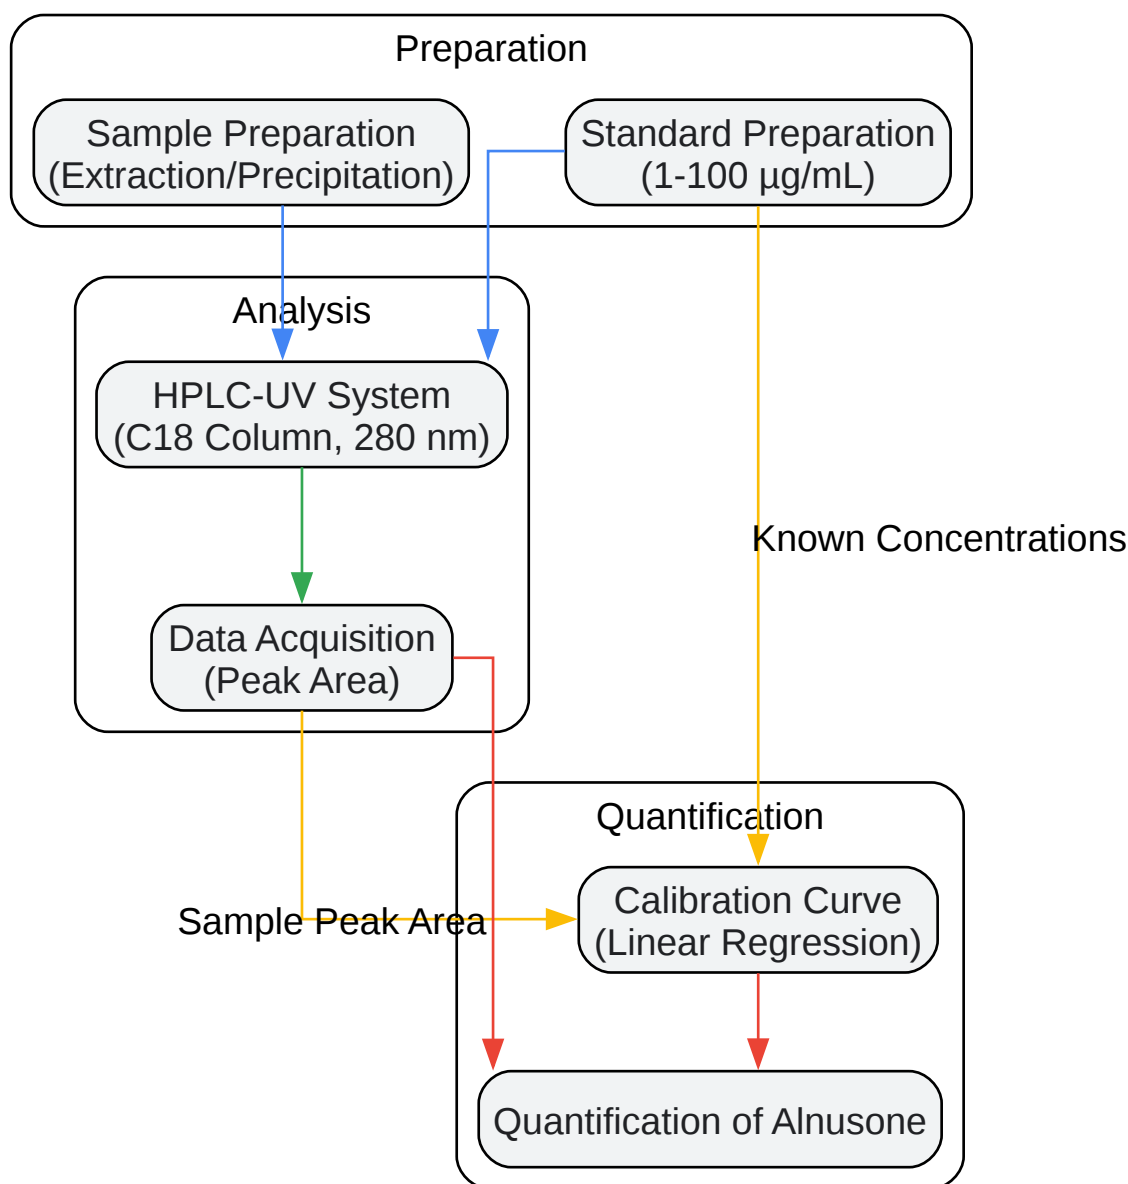 Preparation
Sample Preparation
(Extraction/Precipitation)
Standard Preparation
(1-100 µg/mL)
Analysis
HPLC-UV System
(C18 Column, 280 nm)
Known Concentrations
Data Acquisition
(Peak Area)
Quantification
Sample Peak Area
Calibration Curve
(Linear Regression)
Quantification of Alnusone